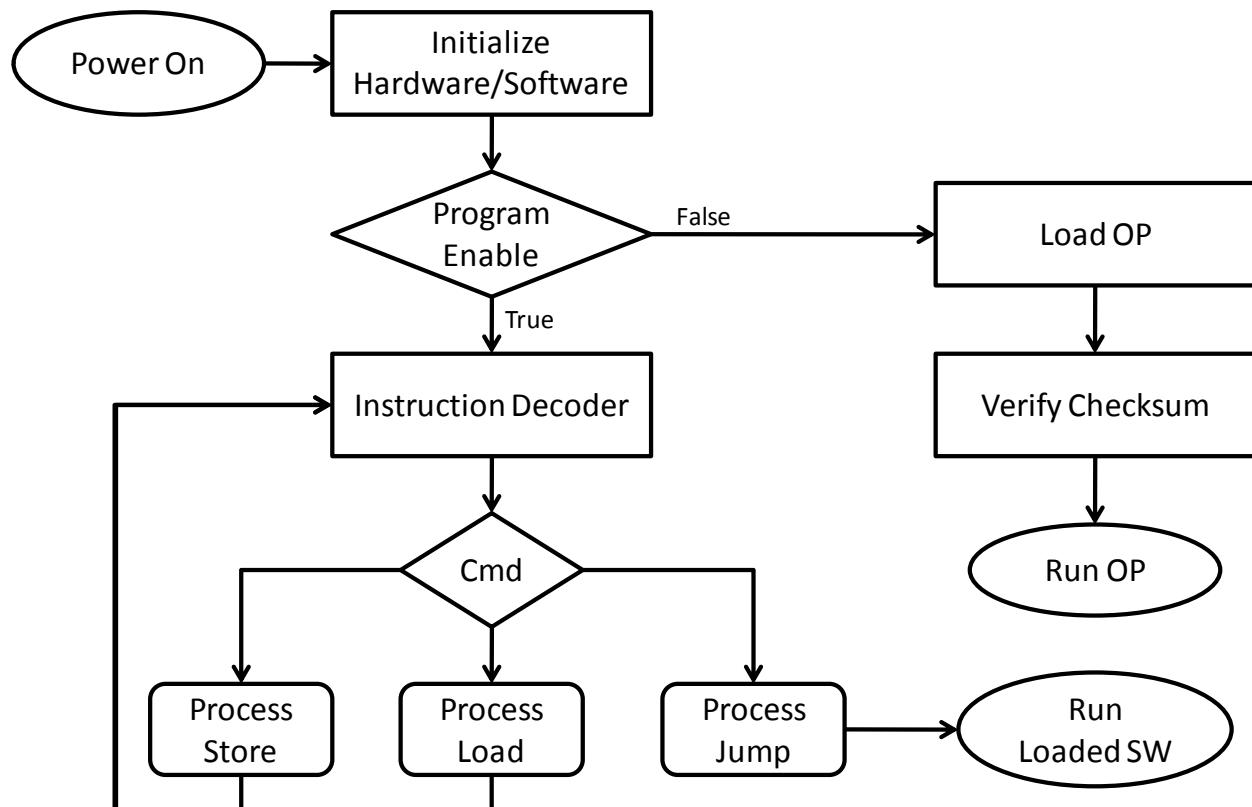 Power On
Initialize
Hardware/Software
Program
Enable
False
Load OP
True
Instruction Decoder
Verify Checksum
Cmd
Run OP
Process
Store
Process
Load
Process
Jump
Run
Loaded SW